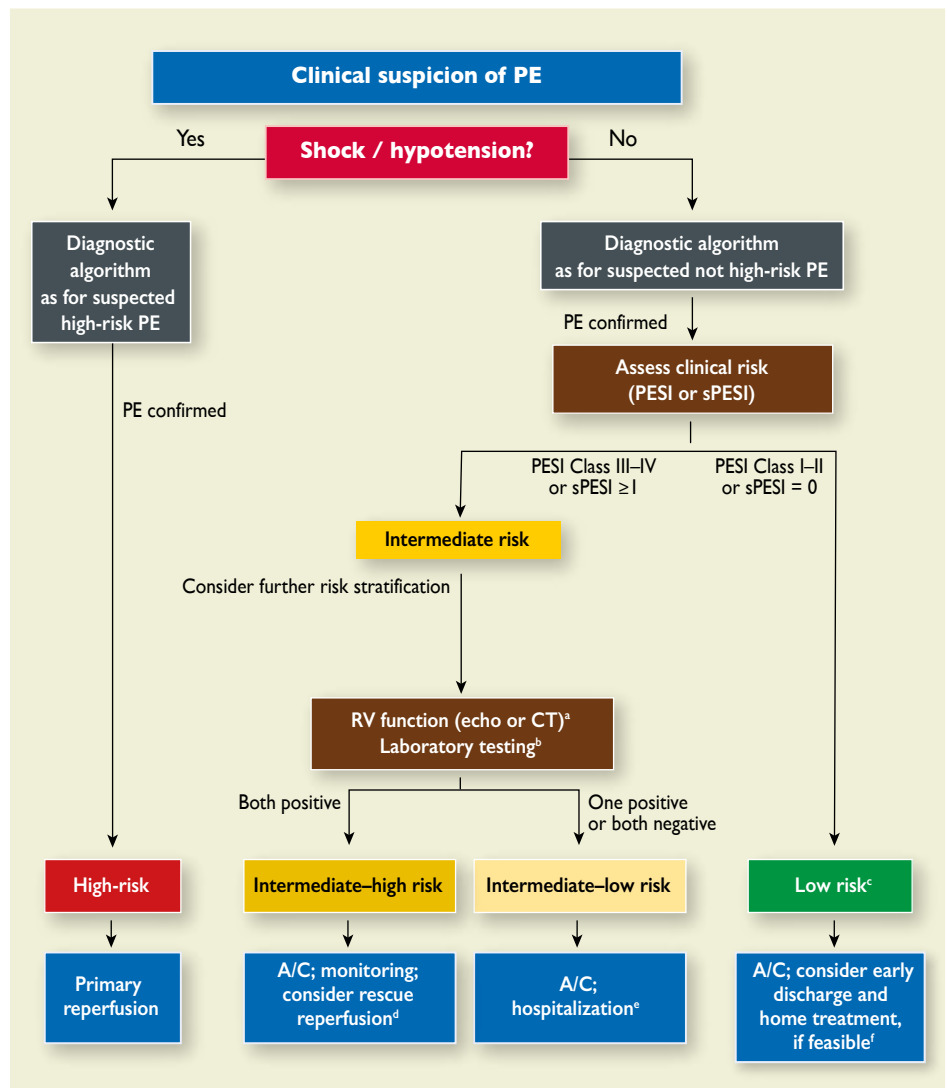 Clinical suspicion of PE
Yes
Shock / hypotension?
No
Diagnostic
algorithm
as for suspected
high-risk PE
Diagnostic algorithm
as for suspected not high-risk PE
PE confirmed
Assess clinical risk
(PESI or sPESI)
PE confirmed
PESI Class III–IV
or sPESI ≥1
PESI Class I–II
or sPESI = 0
Intermediate risk
Consider further risk stratification
RV function (echo or CT)ᵃ
Laboratory testingᵇ
Both positive
One positive
or both negative
High-risk
Intermediate–high risk
Intermediate–low risk
Low riskᶜ
Primary
reperfusion
A/C; monitoring;
consider rescue
reperfusionᵈ
A/C;
hospitalizationᵉ
A/C; consider early
discharge and
home treatment,
if feasibleᶠ